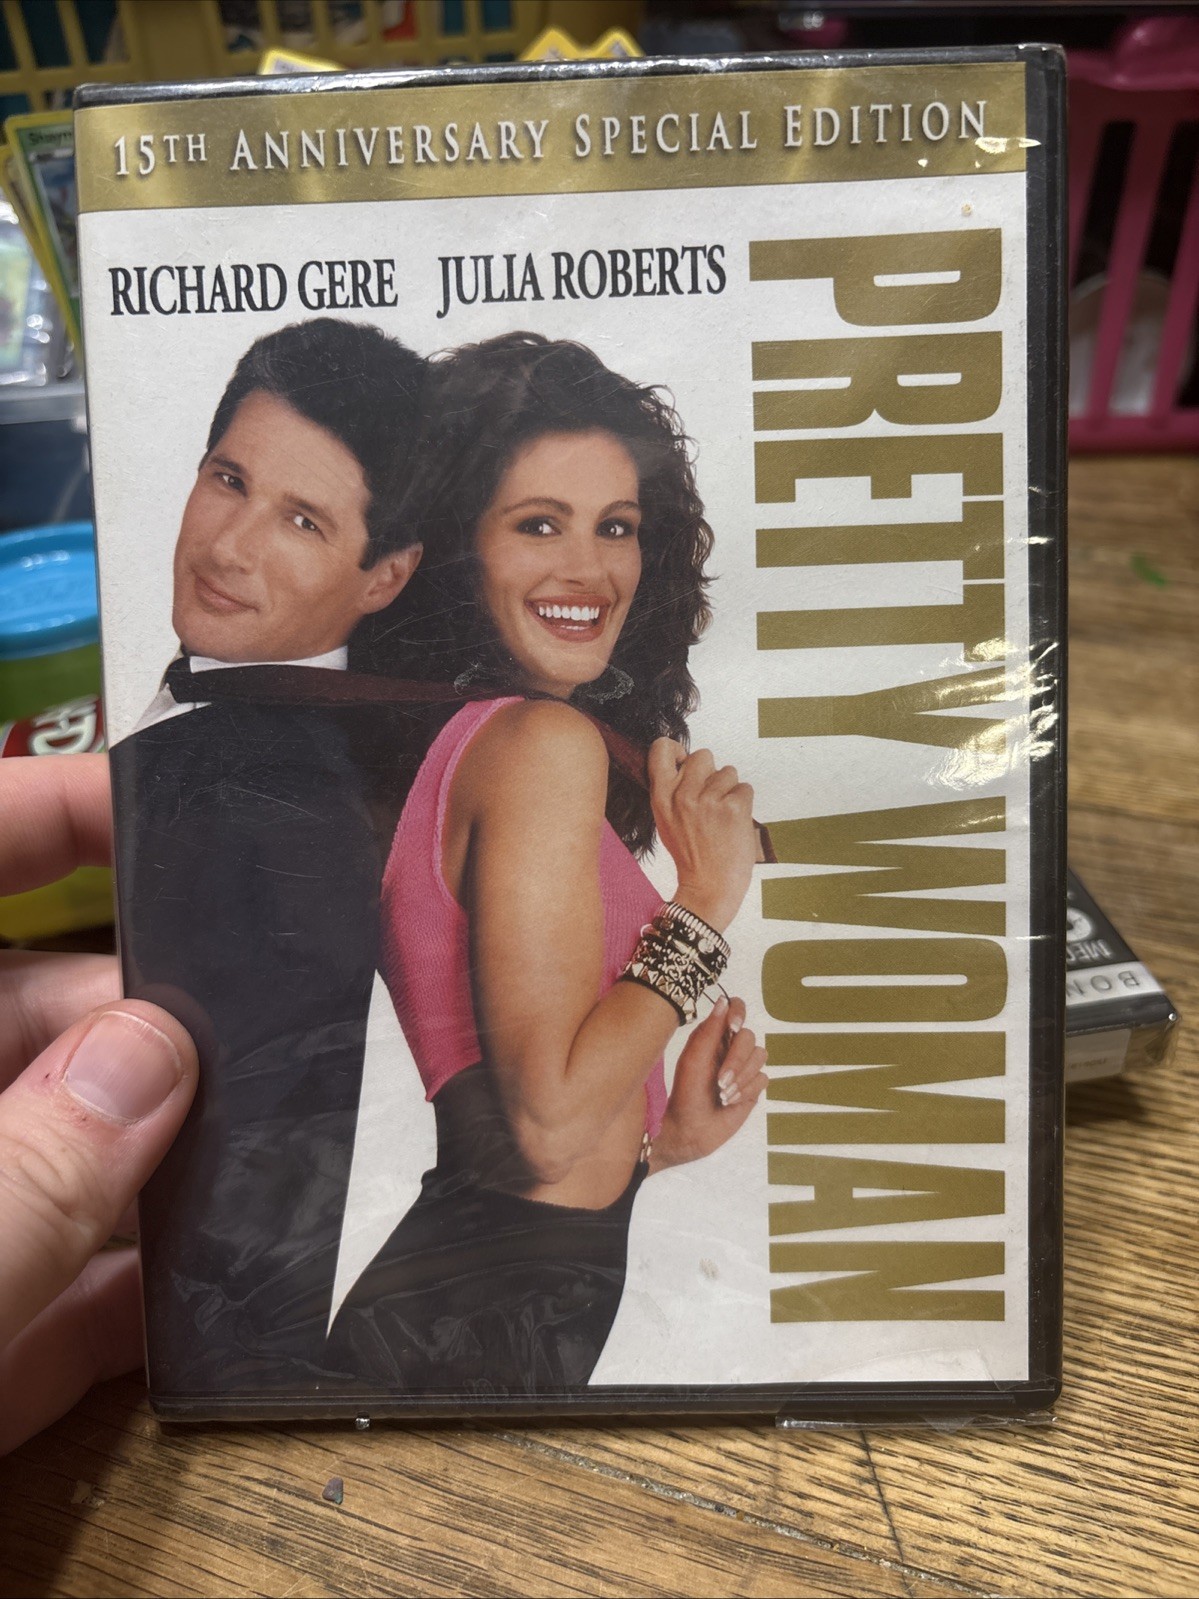 15TH ANNIVERSARY SPECIAL EDITION
RICHARD GERE JULIA ROBERTS
PRETTY WOMAN